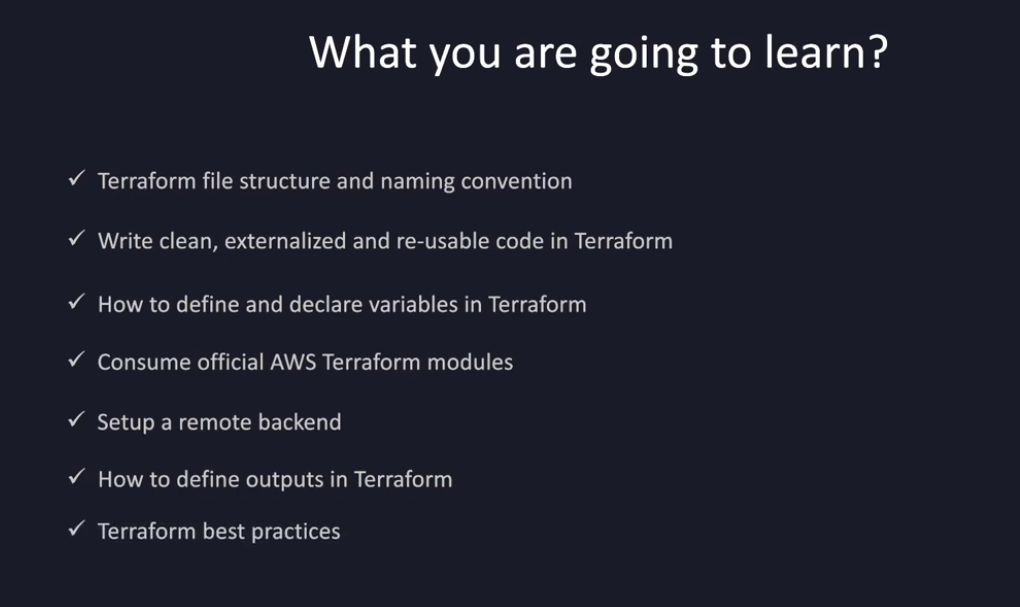 What you are going to learn?
✓ Terraform file structure and naming convention
✓ Write clean, externalized and re-usable code in Terraform
✓ How to define and declare variables in Terraform
✓ Consume official AWS Terraform modules
✓ Setup a remote backend
✓ How to define outputs in Terraform
✓ Terraform best practices